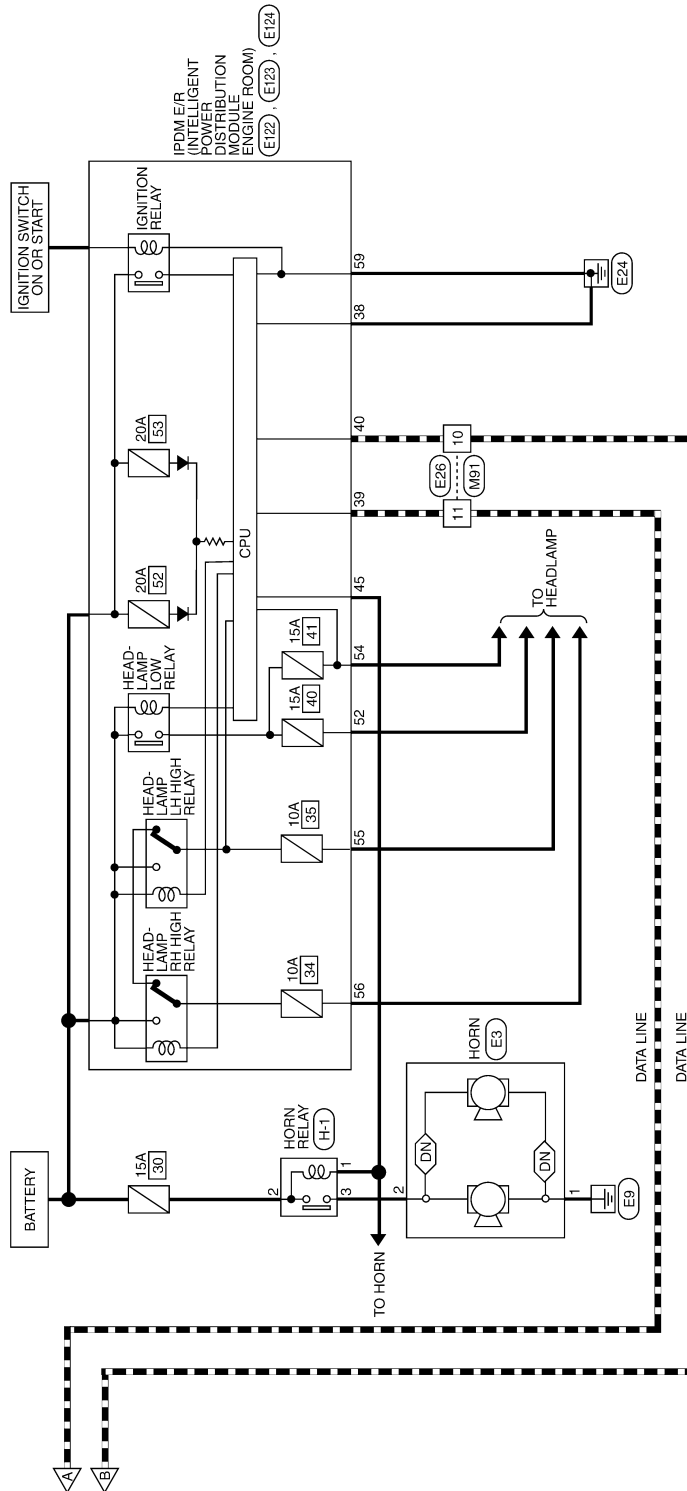 BATTERY
IGNITION SWITCH
ON OR START
IPDM E/R
(INTELLIGENT
POWER
DISTRIBUTION
MODULE
ENGINE ROOM)
E122 , E123 , E124
15A
30
HEAD-
LAMP
RH HIGH
RELAY
HEAD-
LAMP
LH HIGH
RELAY
HEAD-
LAMP
LOW
RELAY
20A
52
20A
53
IGNITION
RELAY
CPU
10A
34
10A
35
15A
40
15A
41
56
55
52
54
45
39
40
38
59
HORN
RELAY
H-1
2
1
3
TO HORN
2
HORN
E3
DN
DN
1
E9
TO
HEADLAMP
11
10
E26
M91
E24
A
B
DATA LINE
DATA LINE